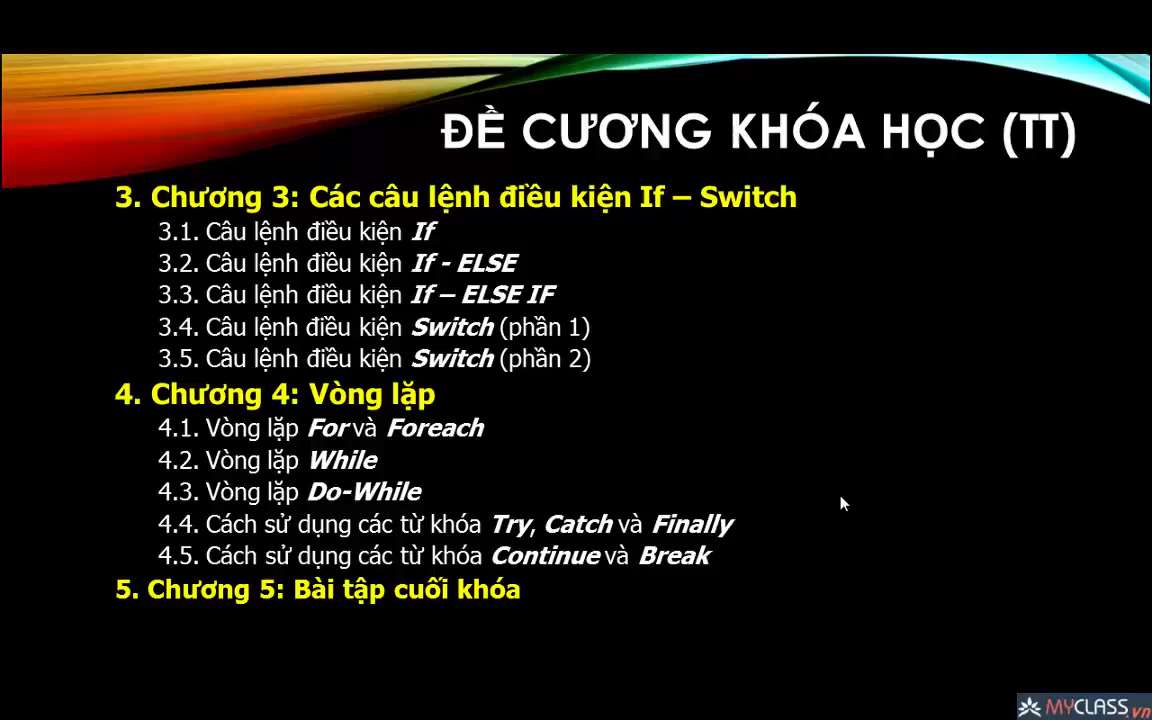 ĐỀ CƯƠNG KHÓA HỌC (TT)
3. Chương 3: Các câu lệnh điều kiện If – Switch
3.1. Câu lệnh điều kiện If
3.2. Câu lệnh điều kiện If - ELSE
3.3. Câu lệnh điều kiện If – ELSE IF
3.4. Câu lệnh điều kiện Switch (phần 1)
3.5. Câu lệnh điều kiện Switch (phần 2)
4. Chương 4: Vòng lặp
4.1. Vòng lặp For và Foreach
4.2. Vòng lặp While
4.3. Vòng lặp Do-While
4.4. Cách sử dụng các từ khóa Try, Catch và Finally
4.5. Cách sử dụng các từ khóa Continue và Break
5. Chương 5: Bài tập cuối khóa
MYCLASS.vn